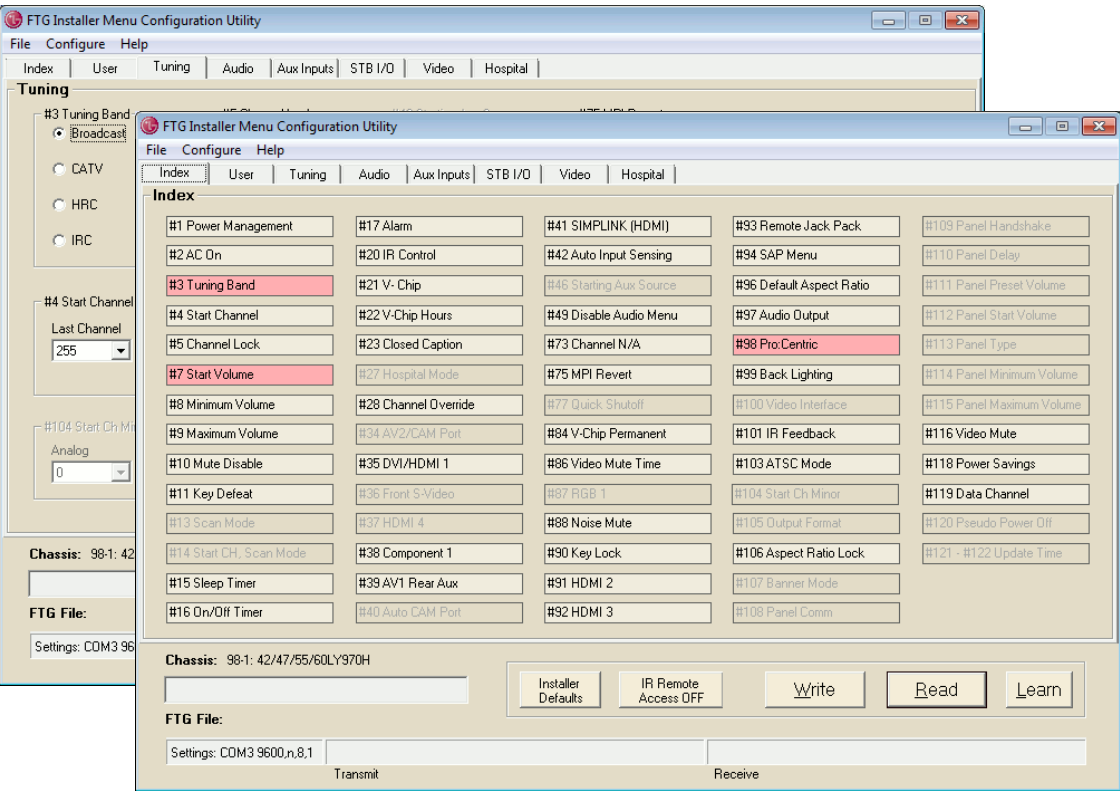 FTG Installer Menu Configuration Utility
File Configure Help
Index User Tuning Audio Aux Inputs STB I/O Video Hospital
Tuning
#3 Tuning Band
Broadcast
CATV
HRC
IRC
#4 Start Channel
Last Channel
255
#104 Start Ch
Analog
0
Chassis: 98-1: 42
FTG File:
Settings: COM3 96
FTG Installer Menu Configuration Utility
File Configure Help
Index User Tuning Audio Aux Inputs STB I/O Video Hospital
Index
#1 Power Management
#2 AC On
#3 Tuning Band
#4 Start Channel
#5 Channel Lock
#7 Start Volume
#8 Minimum Volume
#9 Maximum Volume
#10 Mute Disable
#11 Key Defeat
#13 Scan Mode
#14 Start CH, Scan Mode
#15 Sleep Timer
#16 On/Off Timer
#17 Alarm
#20 IR Control
#21 V- Chip
#22 V-Chip Hours
#23 Closed Caption
#27 Hospital Mode
#28 Channel Override
#34 AV2/CAM Port
#35 DVI/HDMI 1
#36 Front S-Video
#37 HDMI 4
#38 Component 1
#39 AV1 Rear Aux
#40 Auto CAM Port
#41 SIMPLINK (HDMI)
#42 Auto Input Sensing
#46 Starting Aux Source
#49 Disable Audio Menu
#73 Channel N/A
#75 MPI Revert
#77 Quick Shutoff
#84 V-Chip Permanent
#86 Video Mute Time
#87 RGB 1
#88 Noise Mute
#90 Key Lock
#91 HDMI 2
#92 HDMI 3
#93 Remote Jack Pack
#94 SAP Menu
#96 Default Aspect Ratio
#97 Audio Output
#98 Pro:Centric
#99 Back Lighting
#100 Video Interface
#101 IR Feedback
#103 ATSC Mode
#104 Start Ch Minor
#105 Output Format
#106 Aspect Ratio Lock
#107 Banner Mode
#108 Panel Comm
#109 Panel Handshake
#110 Panel Delay
#111 Panel Preset Volume
#112 Panel Start Volume
#113 Panel Type
#114 Panel Minimum Volume
#115 Panel Maximum Volume
#116 Video Mute
#118 Power Savings
#119 Data Channel
#120 Pseudo Power Off
#121 - #122 Update Time
Chassis: 98-1: 42/47/55/60LY970H
Installer Defaults
IR Remote Access OFF
Write
Read
Learn
FTG File:
Settings: COM3 9600,n,8,1
Transmit
Receive